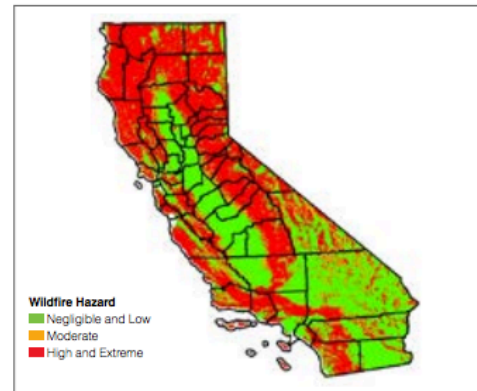 Wildfire Hazard
Negligible and Low
Moderate
High and Extreme